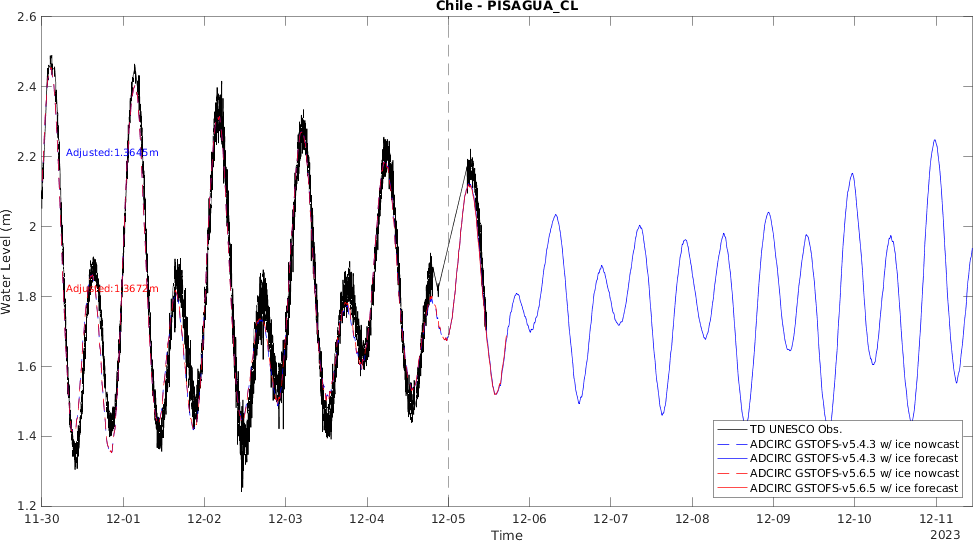 Chile - PISAGUA_CL
2.6
2.4
2.2
2
1.8
1.6
1.4
1.2
Water Level (m)
Adjusted:1.3645m
Adjusted:1.3672m
TD UNESCO Obs.
ADCIRC GSTOFS-v5.4.3 w/ ice nowcast
ADCIRC GSTOFS-v5.4.3 w/ ice forecast
ADCIRC GSTOFS-v5.6.5 w/ ice nowcast
ADCIRC GSTOFS-v5.6.5 w/ ice forecast
11-30 12-01 12-02 12-03 12-04 12-05 12-06 12-07 12-08 12-09 12-10 12-11
Time
2023